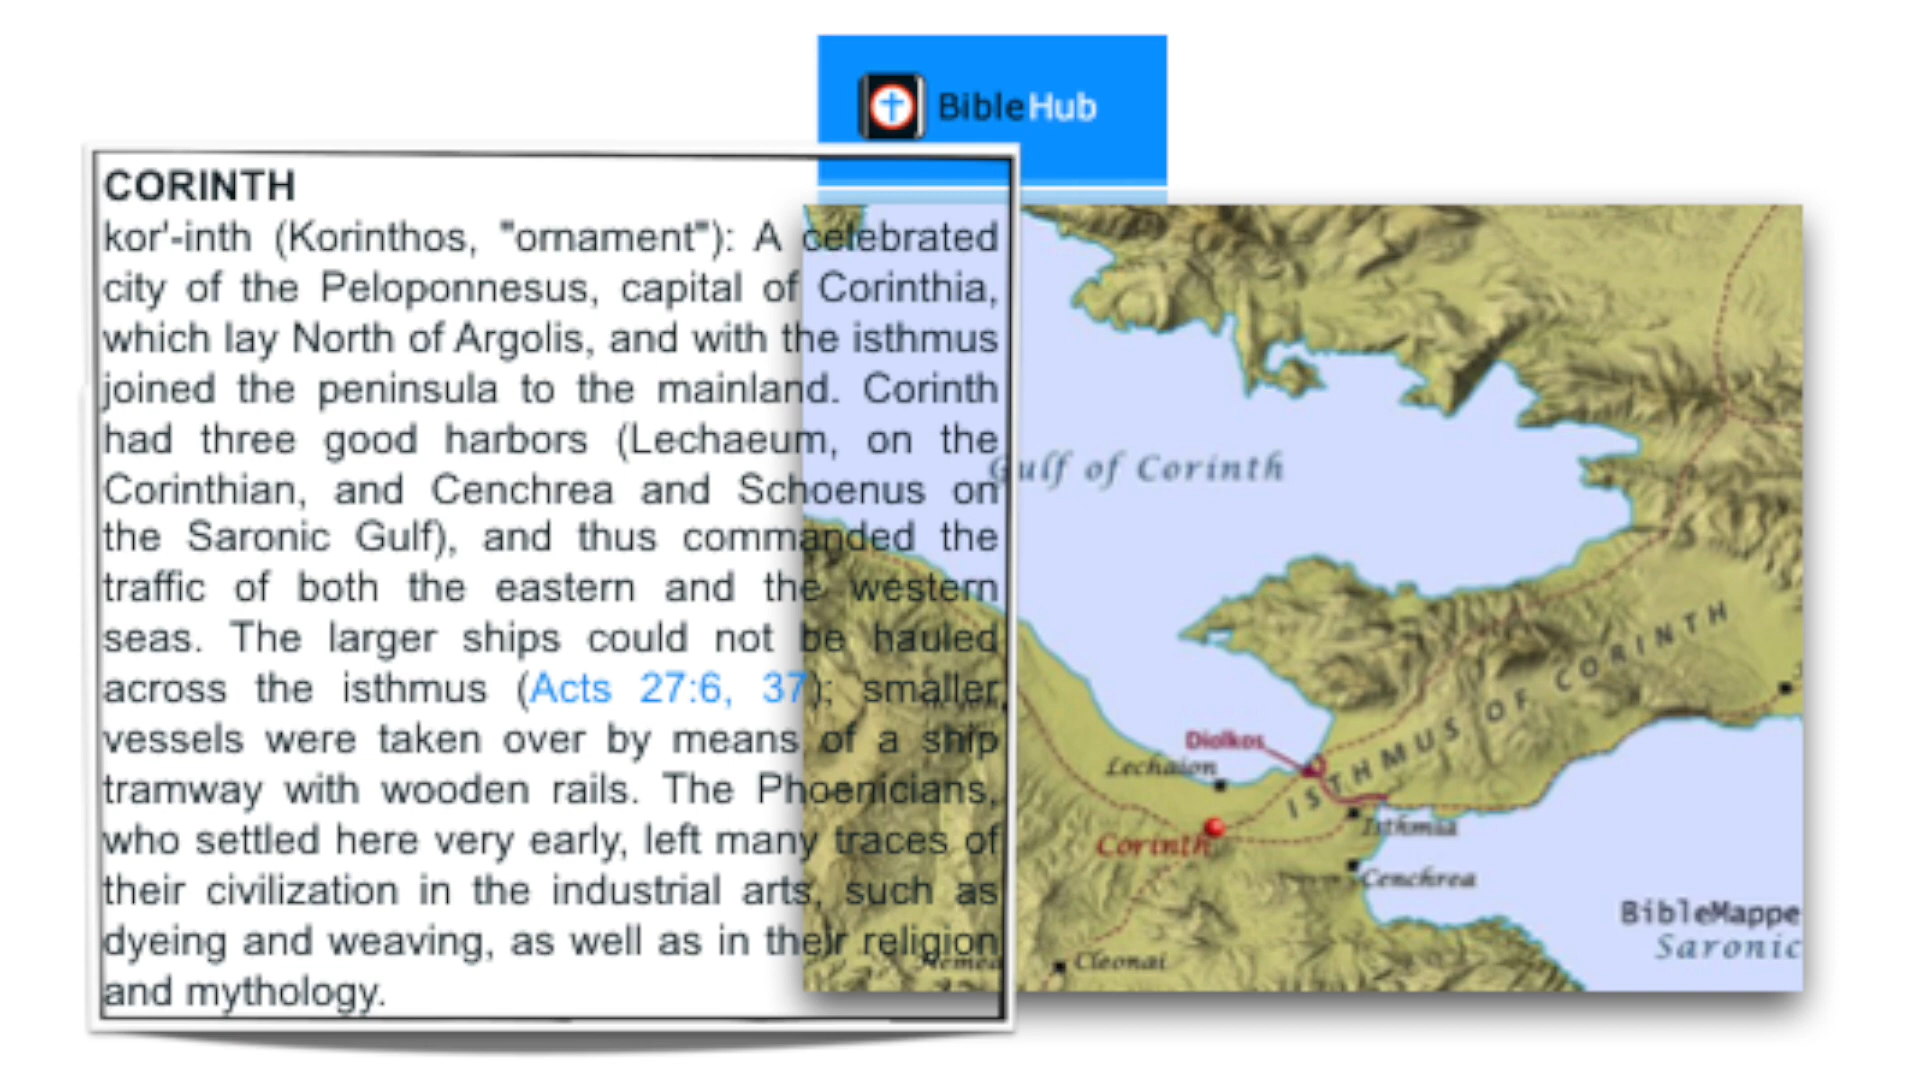 BibleHub
CORINTH
kor'-inth (Korinthos, "ornament"): A celebrated
city of the Peloponnesus, capital of Corinthia,
which lay North of Argolis, and with the isthmus
joined the peninsula to the mainland. Corinth
had three good harbors (Lechaeum, on the
Corinthian, and Cenchrea and Schoenus on
the Saronic Gulf), and thus commanded the
traffic of both the eastern and the western
seas. The larger ships could not be hauled
across the isthmus (Acts 27:6, 37); smaller
vessels were taken over by means of a ship
tramway with wooden rails. The Phoenicians,
who settled here very early, left many traces of
their civilization in the industrial arts, such as
dyeing and weaving, as well as in their religion
and mythology.
Gulf of Corinth
ISTHMUS OF CORINTH
Diolkos
Lechaion
Corinth
Isthmia
Cenchrea
BibleMappe
Saronic
Nemea
Cleonai